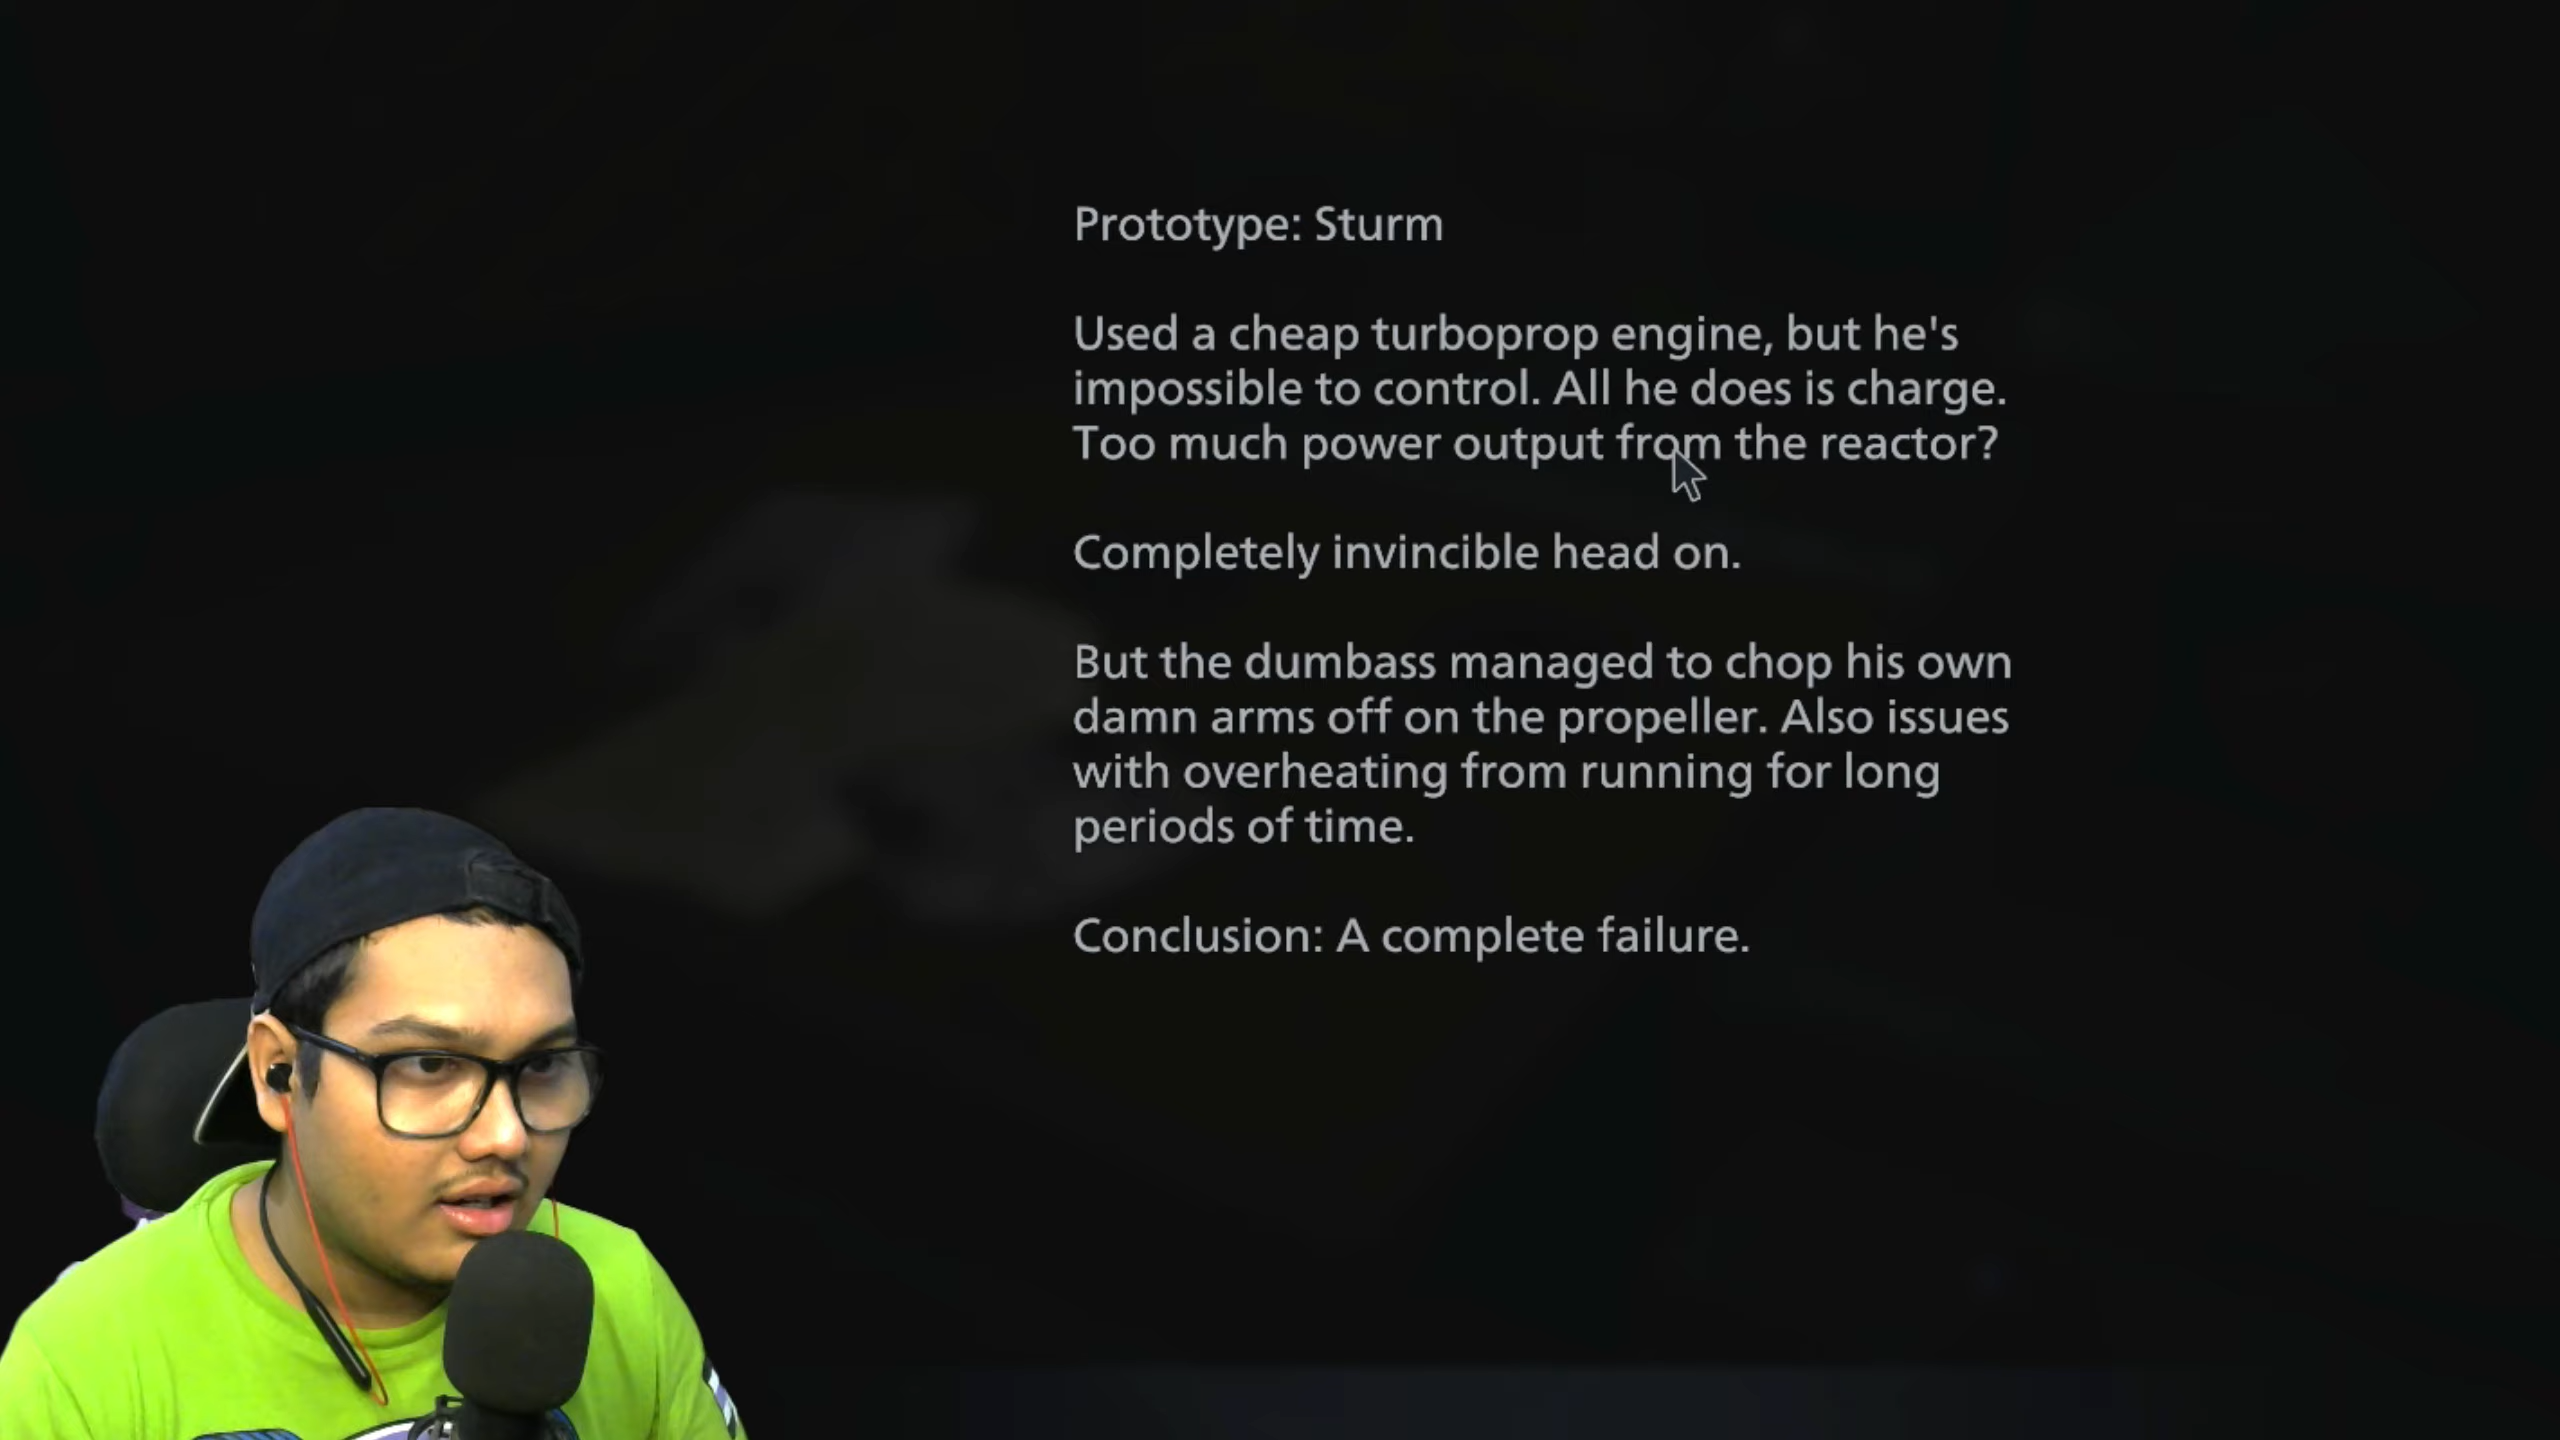 Prototype: Sturm
Used a cheap turboprop engine, but he's
impossible to control. All he does is charge.
Too much power output from the reactor?
Completely invincible head on.
But the dumbass managed to chop his own
damn arms off on the propeller. Also issues
with overheating from running for long
periods of time.
Conclusion: A complete failure.